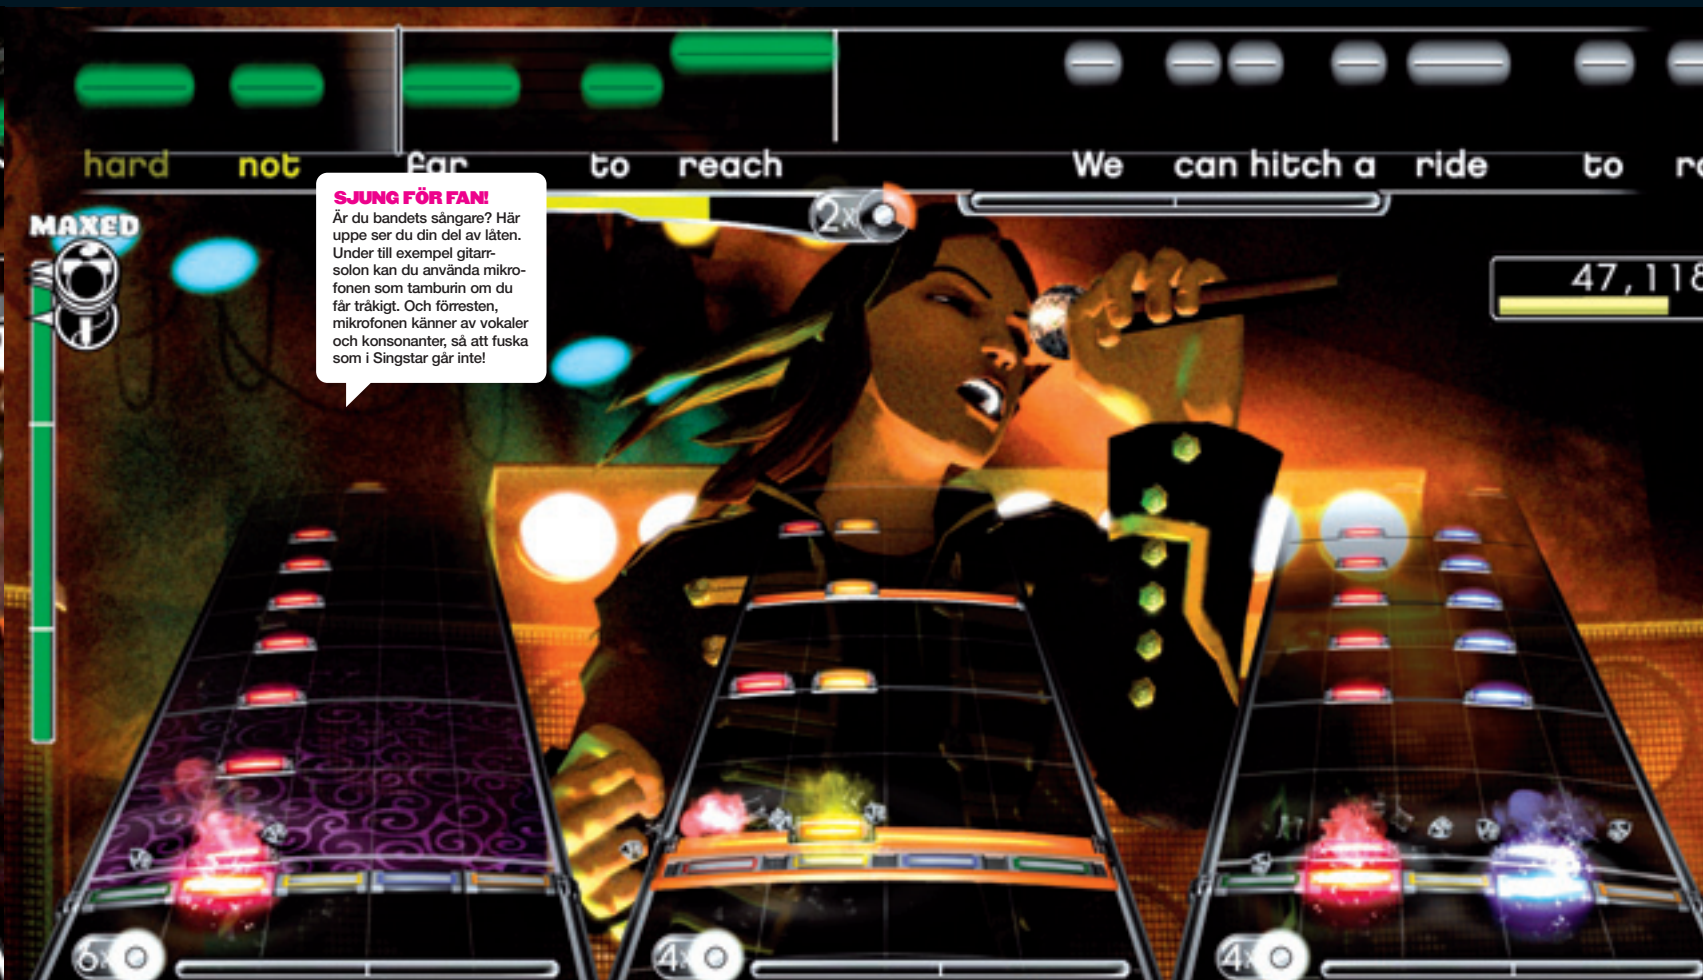 hard not far to reach We can hitch a ride to
MAXED
SJUNG FÖR FAN!
Är du bandets sångare? Här
uppe ser du din del av låten.
Under till exempel gitarr-
solon kan du använda mikro-
fonen som tamburin om du
får tråkigt. Och förresten,
mikrofonen känner av vokaler
och konsonanter, så att fuska
som i Singstar går inte!
2x
47,118
6x
4x
4x